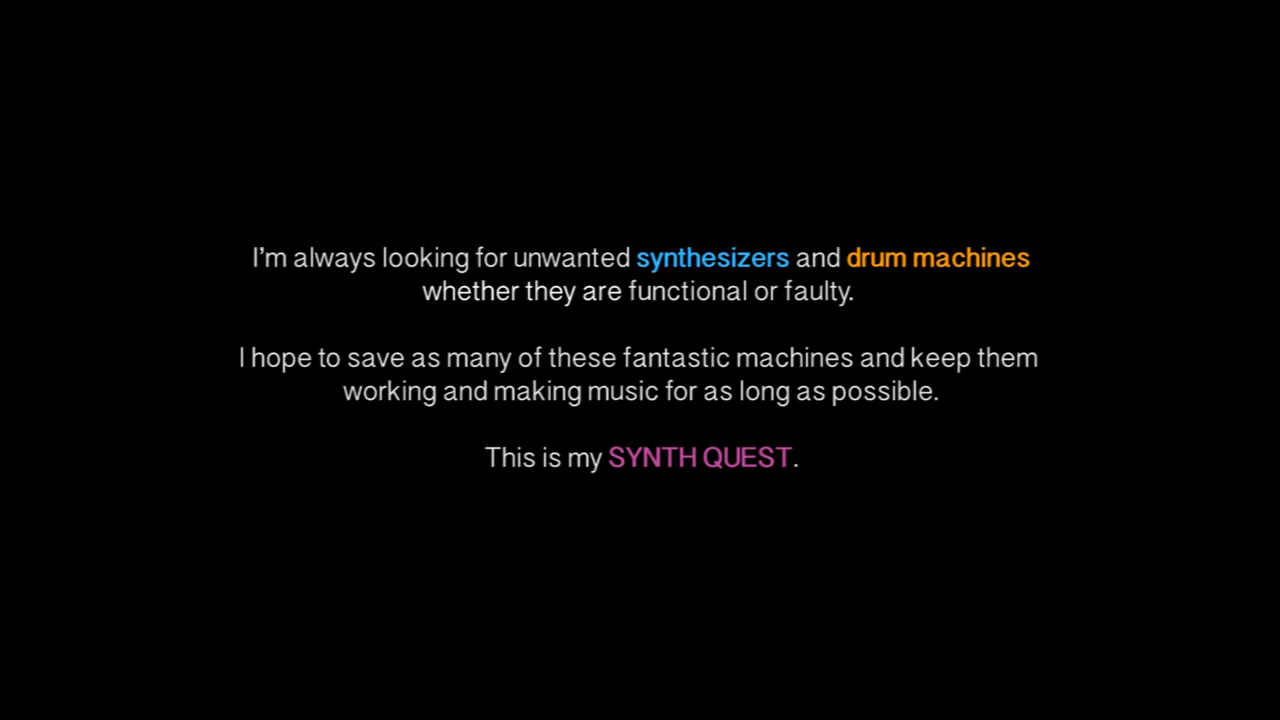 I’m always looking for unwanted synthesizers and drum machines
whether they are functional or faulty.
I hope to save as many of these fantastic machines and keep them
working and making music for as long as possible.
This is my SYNTH QUEST.